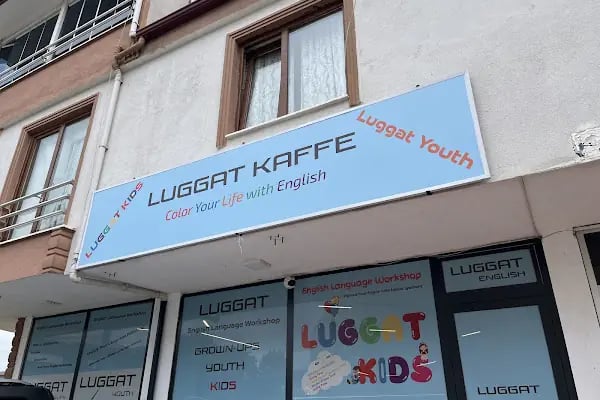 LUGGAT KIDS
LUGGAT KAFFE
Color Your Life with English
Luggat Youth
LUGGAT
YOUTH
LUGGAT
English Language Workshop
GROWN-UPS
YOUTH
KIDS
English Language Workshop
LUGGAT
KIDS
LUGGAT
ENGLISH
LUGGAT